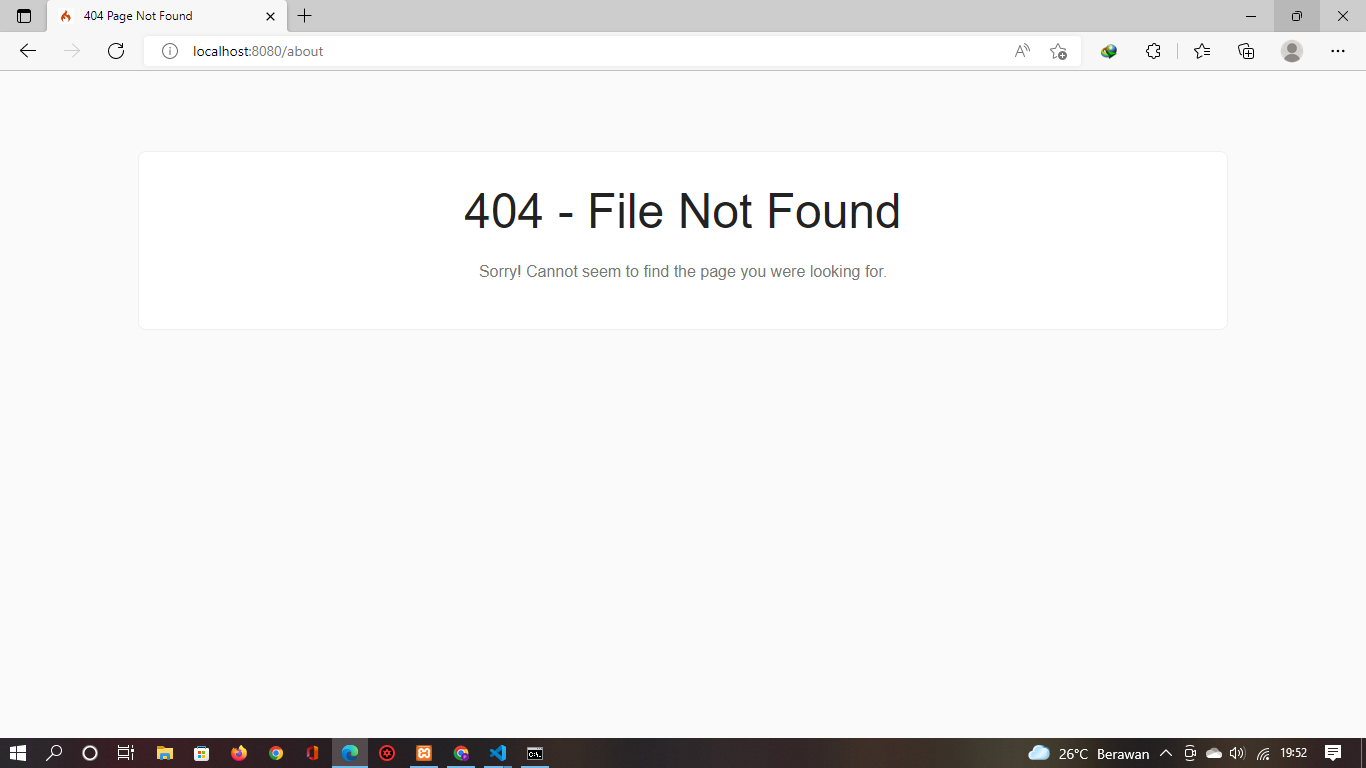 404 Page Not Found
localhost:8080/about
404 - File Not Found
Sorry! Cannot seem to find the page you were looking for.
26°C Berawan
19:52